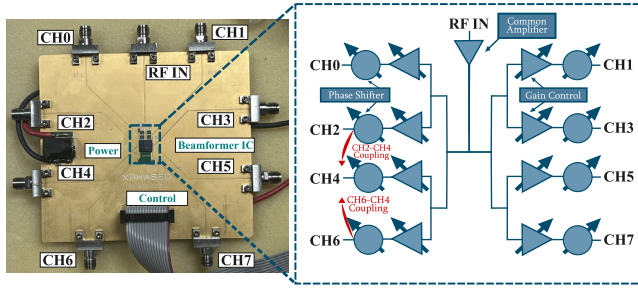 CH0
RF IN
CH1
CH2
CH3
Power
Beamformer IC
CH4
CH5
XPHASED
Control
CH6
CH7
RF IN
Common
Amplifier
CH0
CH1
Phase Shifter
Gain Control
CH2
CH3
CH2-CH4
Coupling
CH4
CH5
CH6-CH4
Coupling
CH6
CH7